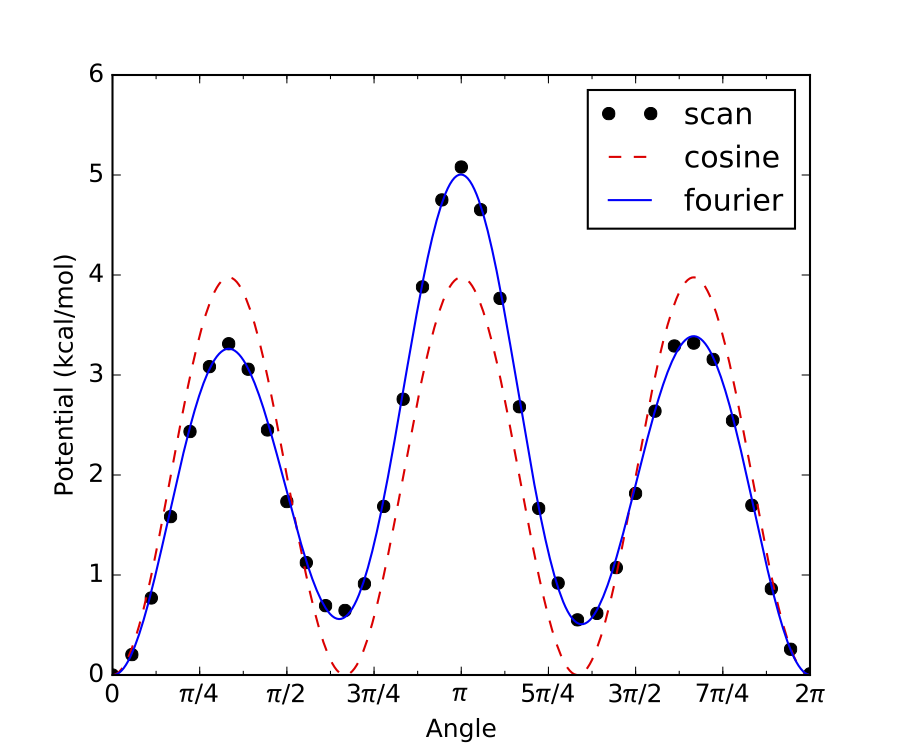 6
5
4
3
2
1
0
scan
cosine
fourier
Potential (kcal/mol)
0 π/4 π/2 3π/4 π 5π/4 3π/2 7π/4 2π
Angle